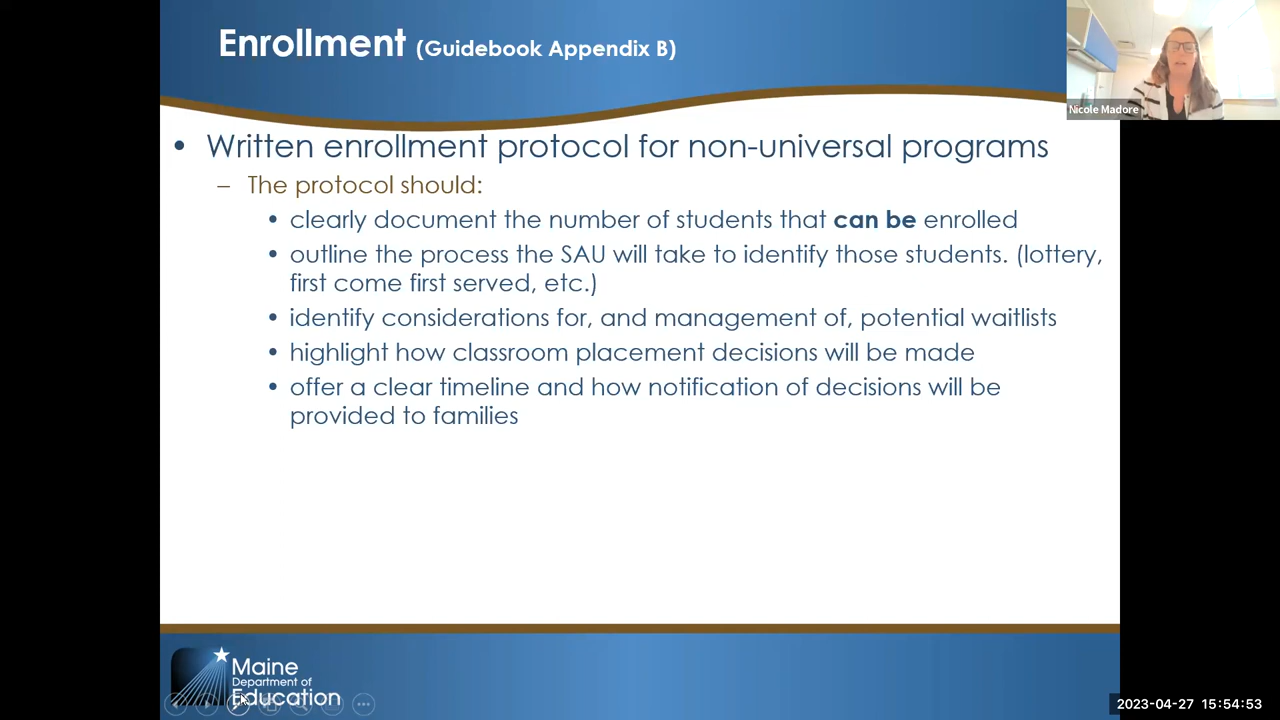 Enrollment (Guidebook Appendix B)
Nicole Madore
• Written enrollment protocol for non-universal programs
– The protocol should:
• clearly document the number of students that can be enrolled
• outline the process the SAU will take to identify those students. (lottery,
first come first served, etc.)
• identify considerations for, and management of, potential waitlists
• highlight how classroom placement decisions will be made
• offer a clear timeline and how notification of decisions will be
provided to families
Maine
Department of
Education
2023-04-27 15:54:53